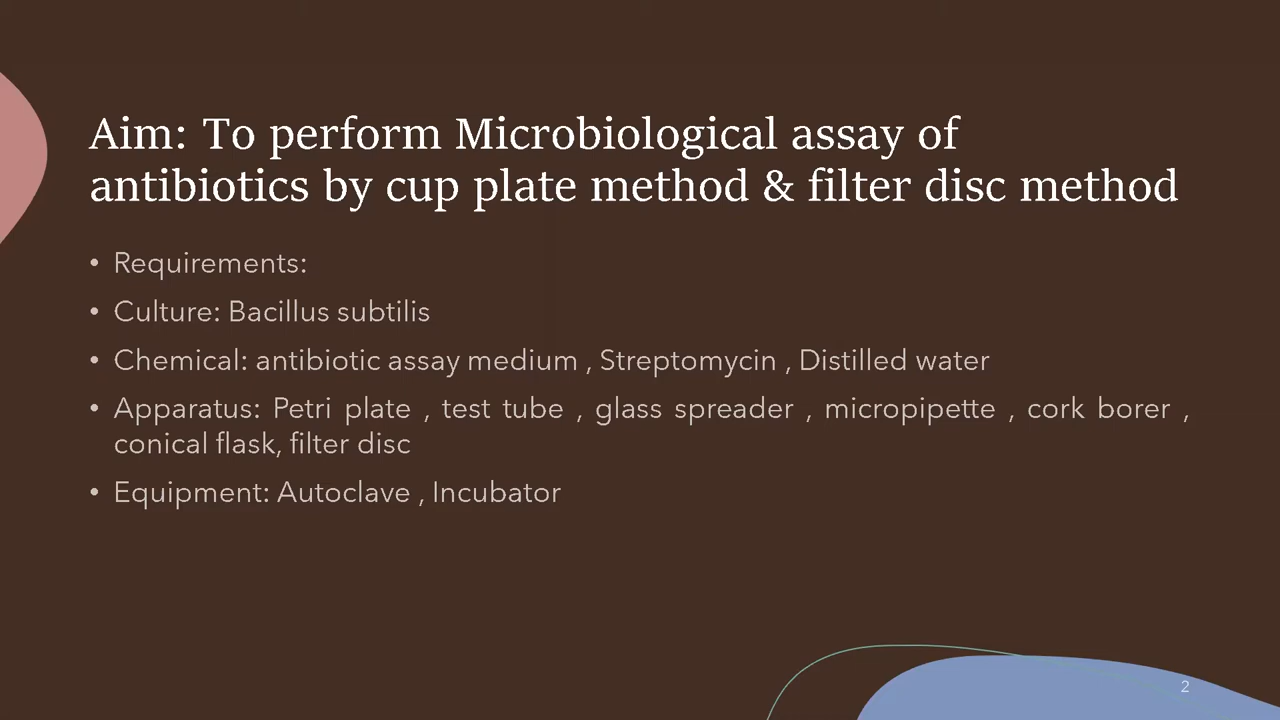 Aim: To perform Microbiological assay of
antibiotics by cup plate method & filter disc method
• Requirements:
• Culture: Bacillus subtilis
• Chemical: antibiotic assay medium , Streptomycin , Distilled water
• Apparatus: Petri plate , test tube , glass spreader , micropipette , cork borer ,
conical flask, filter disc
• Equipment: Autoclave , Incubator
2